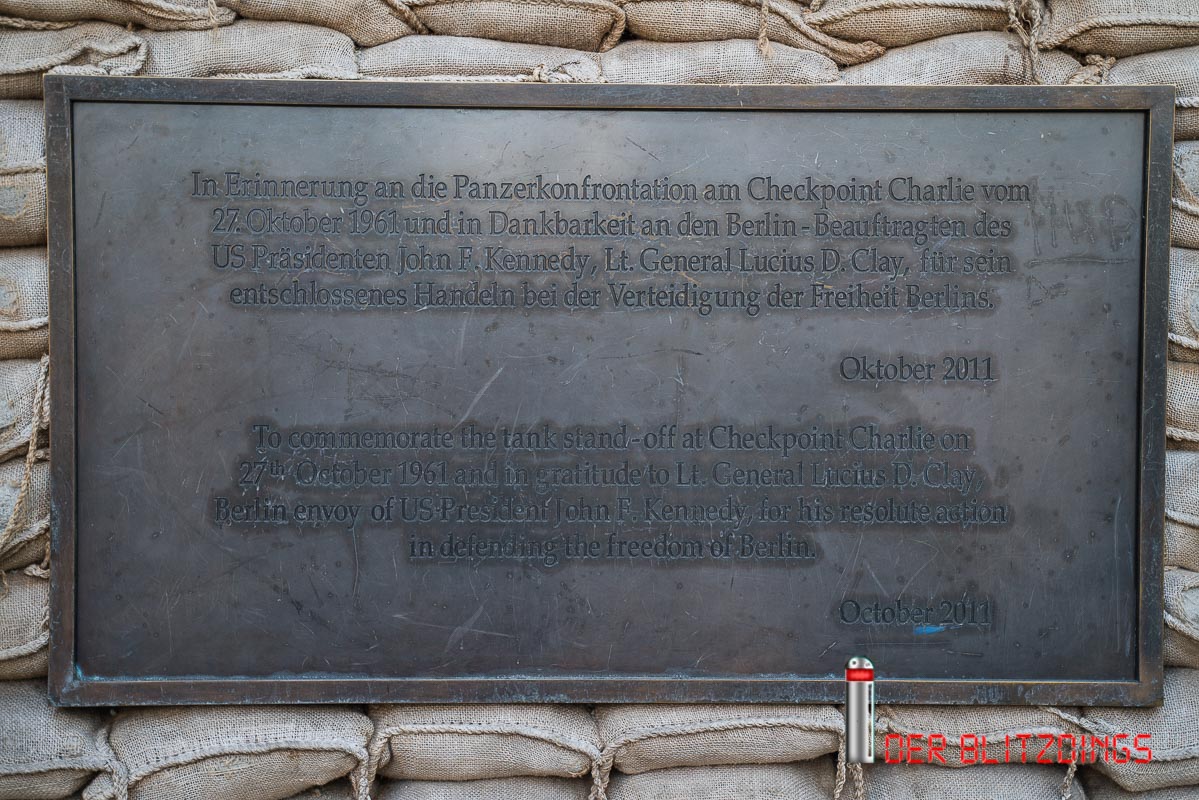 In Erinnerung an die Panzerkonfrontation am Checkpoint Charlie vom
27. Oktober 1961 und in Dankbarkeit an den Berlin - Beauftragten des
US Präsidenten John F. Kennedy, Lt. General Lucius D. Clay, für sein
entschlossenes Handeln bei der Verteidigung der Freiheit Berlins.
Oktober 2011
To commemorate the tank stand-off at Checkpoint Charlie on
27th October 1961 and in gratitude to Lt. General Lucius D. Clay
Berlin envoy of US President John F. Kennedy, for his resolute action
in defending the freedom of Berlin.
October 2011
DER BLITZDINGS